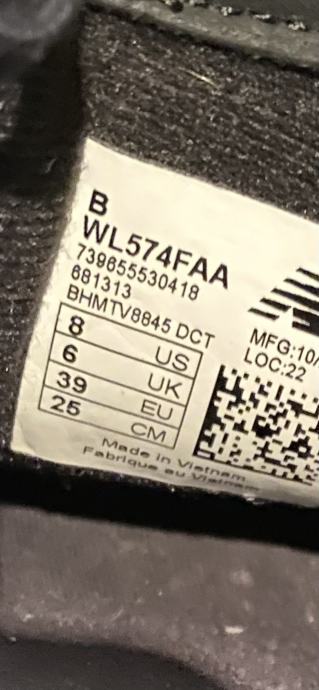 B
WL574FAA
739655530418
681313
BHMTV8845 DCT
8 US
6 UK
39 EU
25 CM
MFG:10/
LOC:22
Made in Vietnam
Fabrique au Vietnam